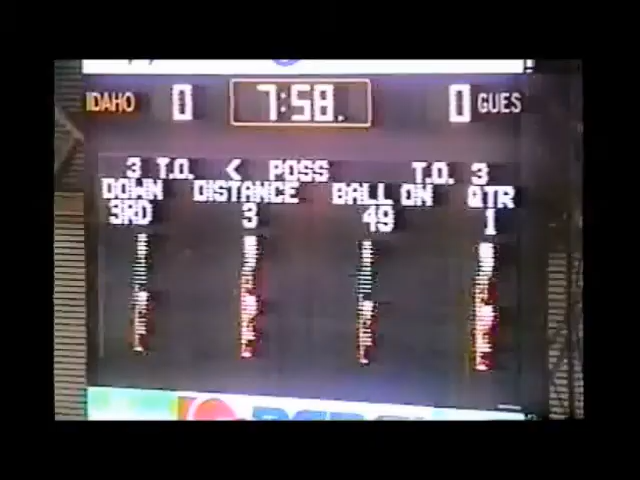 IDAHO 0 7:58. 0 GUES
3 T.O. < POSS T.O. 3
DOWN DISTANCE BALL ON QTR
3RD 3 49 1